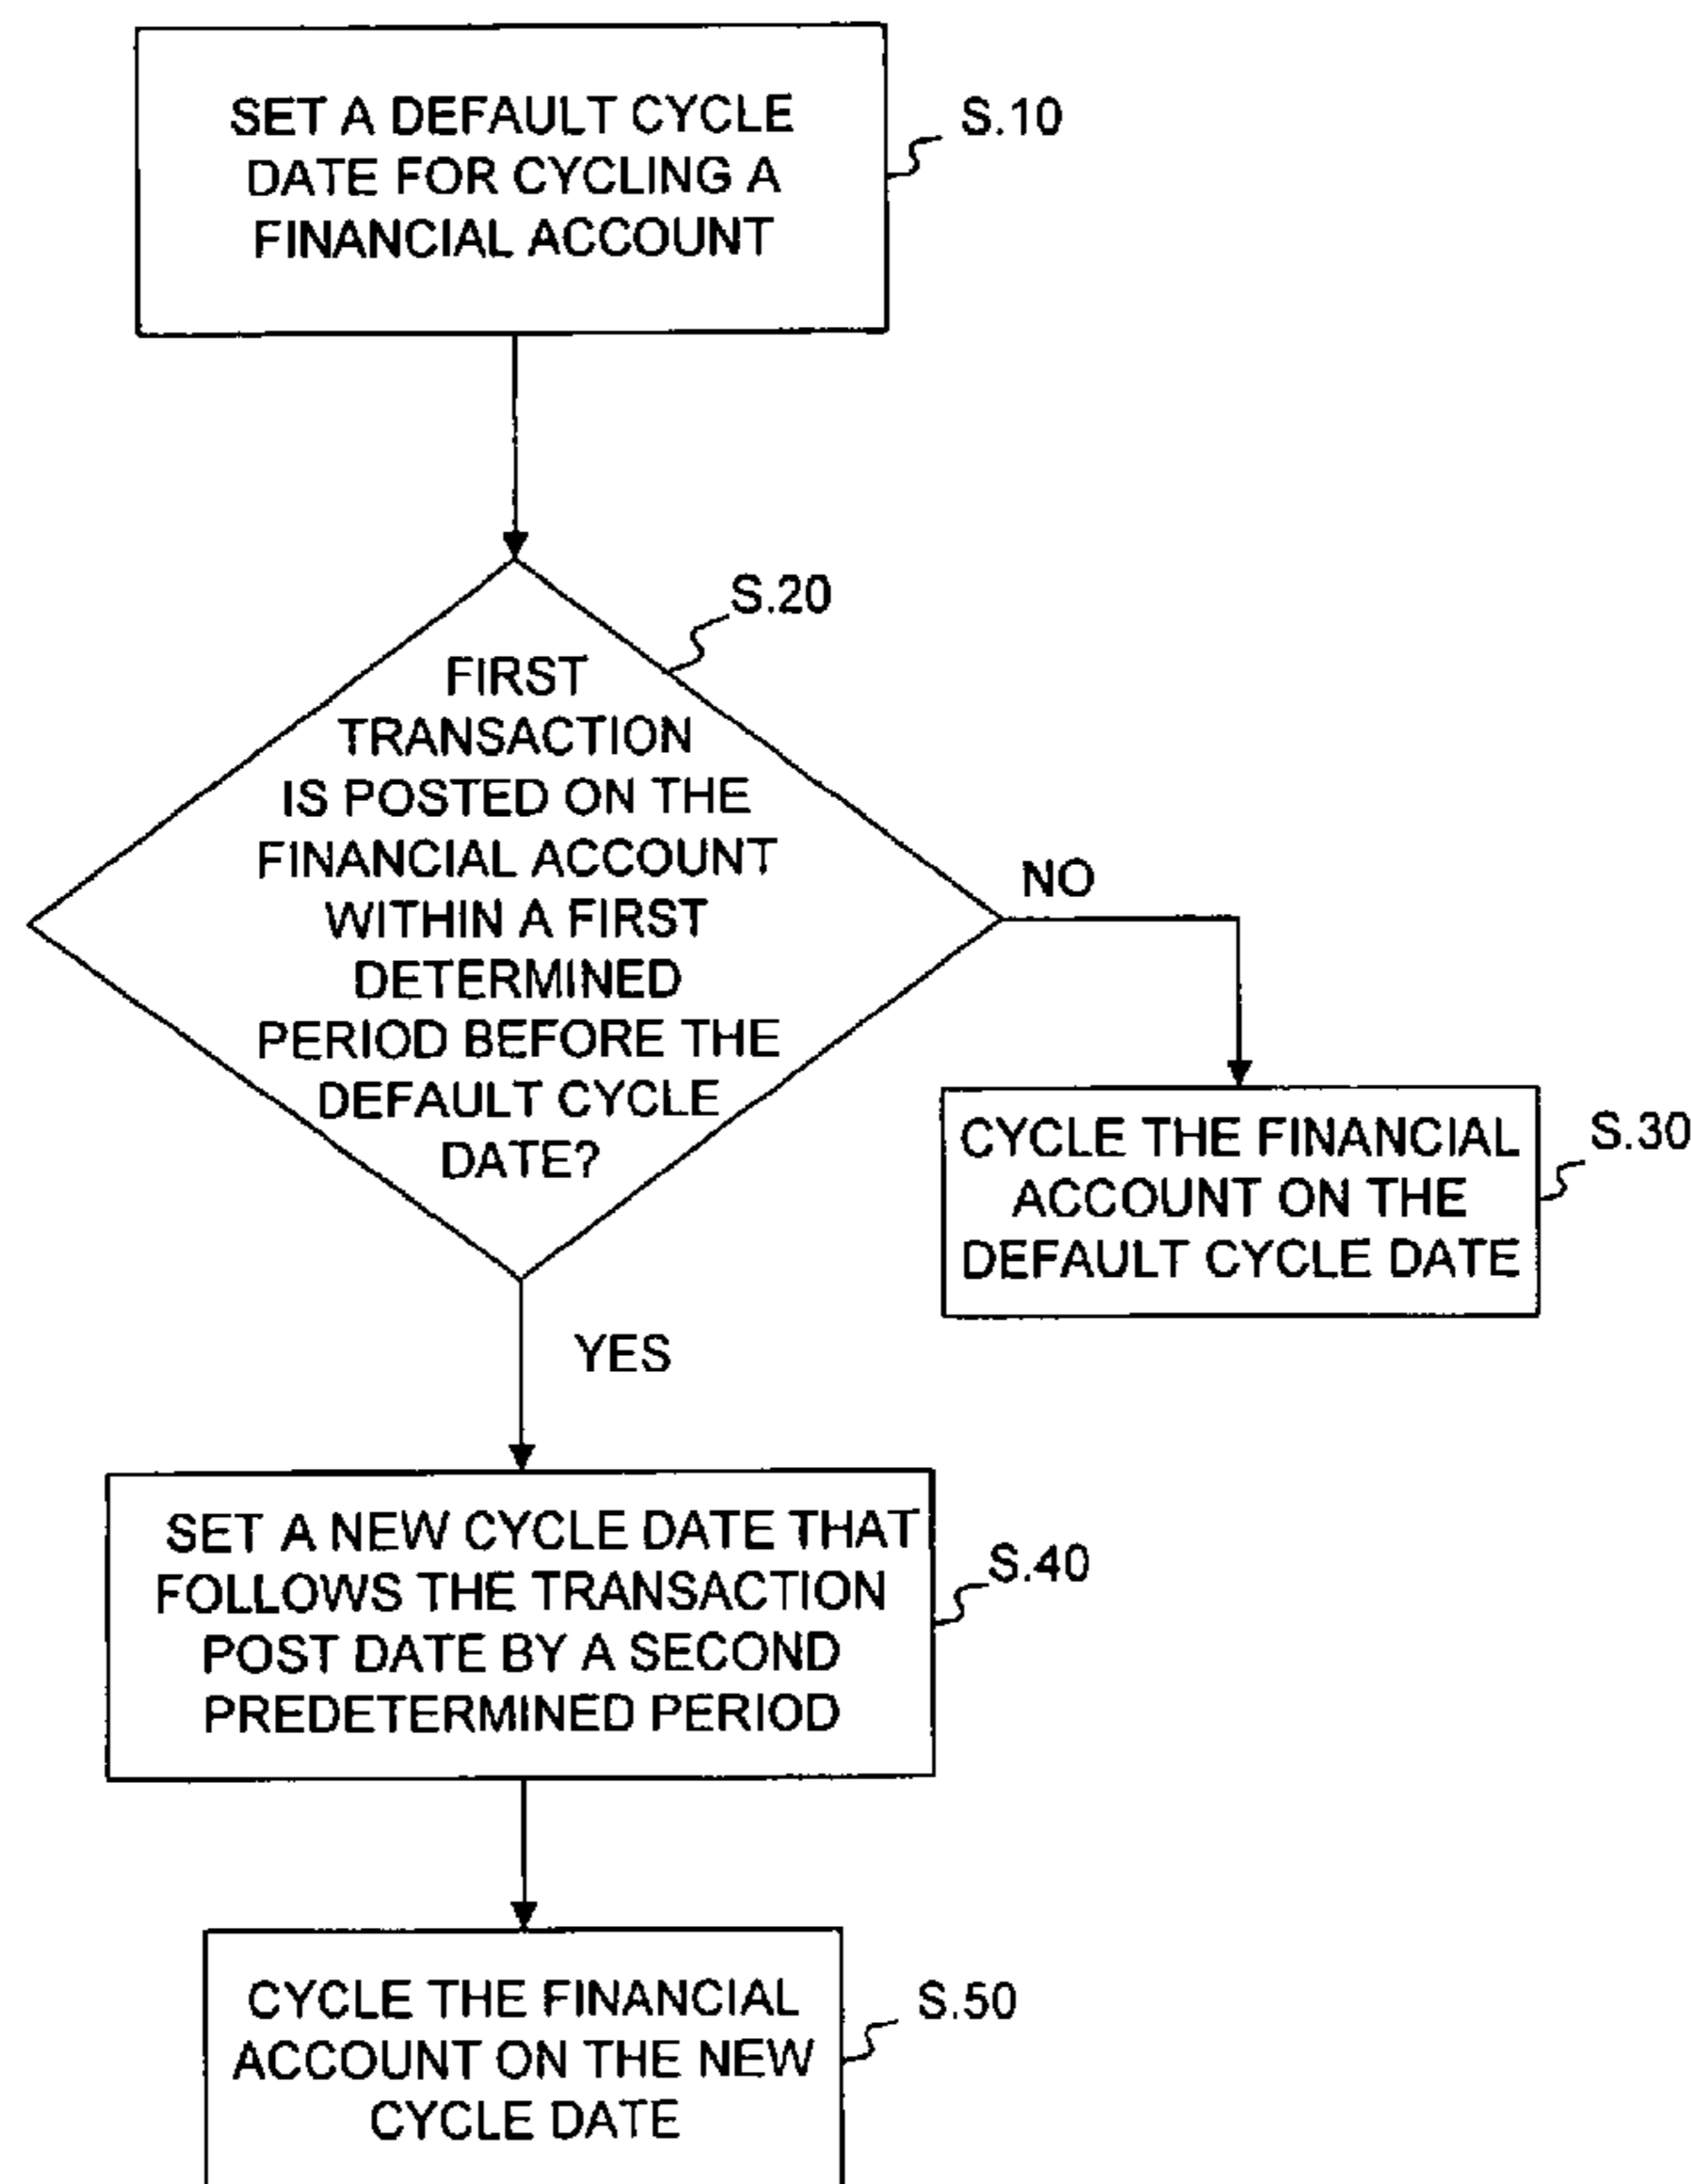 SET A DEFAULT CYCLE
DATE FOR CYCLING A
FINANCIAL ACCOUNT
S.10
S.20
FIRST
TRANSACTION
IS POSTED ON THE
FINANCIAL ACCOUNT
WITHIN A FIRST
DETERMINED
PERIOD BEFORE THE
DEFAULT CYCLE
DATE?
NO
CYCLE THE FINANCIAL
ACCOUNT ON THE
DEFAULT CYCLE DATE
S.30
YES
SET A NEW CYCLE DATE THAT
FOLLOWS THE TRANSACTION
POST DATE BY A SECOND
PREDETERMINED PERIOD
S.40
CYCLE THE FINANCIAL
ACCOUNT ON THE NEW
CYCLE DATE
S.50